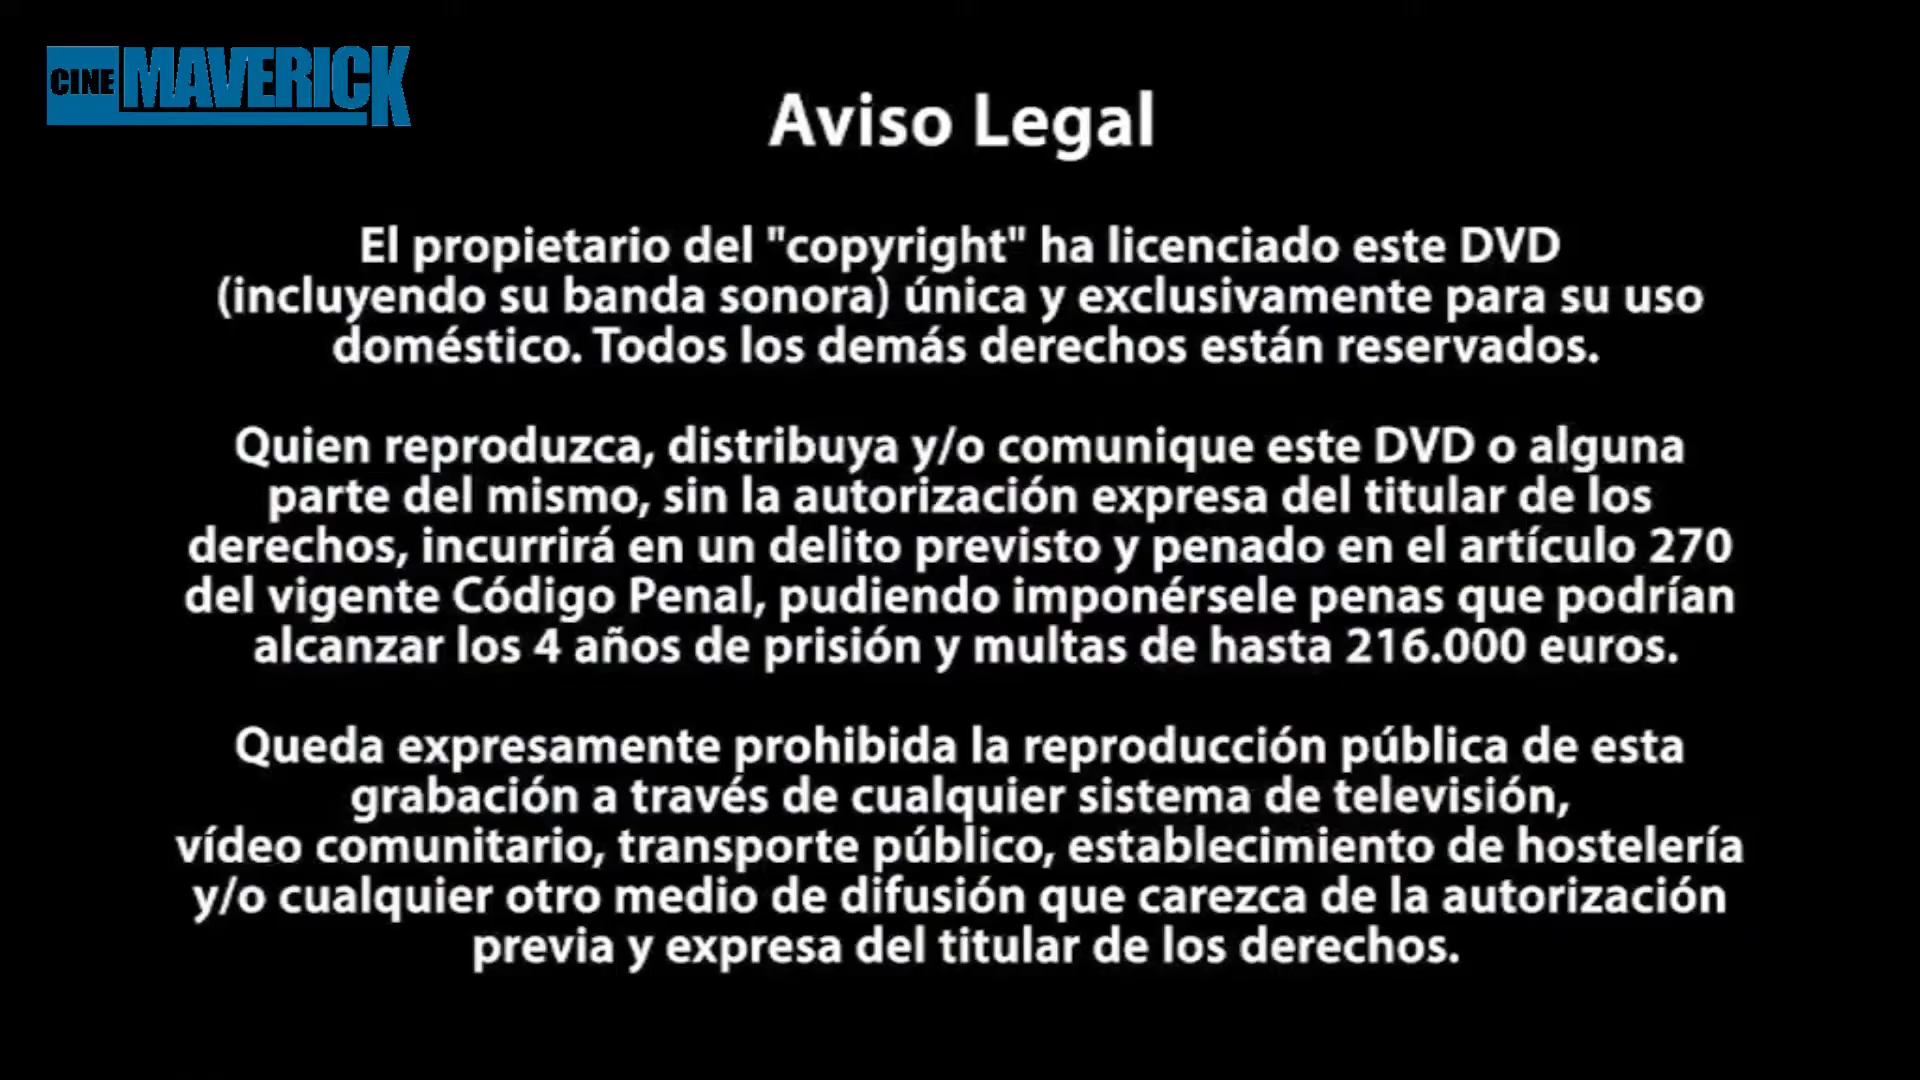 CINE MAVERICK
Aviso Legal
El propietario del "copyright" ha licenciado este DVD
(incluyendo su banda sonora) única y exclusivamente para su uso
doméstico. Todos los demás derechos están reservados.
Quien reproduzca, distribuya y/o comunique este DVD o alguna
parte del mismo, sin la autorización expresa del titular de los
derechos, incurrirá en un delito previsto y penado en el artículo 270
del vigente Código Penal, pudiendo imponérsele penas que podrían
alcanzar los 4 años de prisión y multas de hasta 216.000 euros.
Queda expresamente prohibida la reproducción pública de esta
grabación a través de cualquier sistema de televisión,
vídeo comunitario, transporte público, establecimiento de hostelería
y/o cualquier otro medio de difusión que carezca de la autorización
previa y expresa del titular de los derechos.